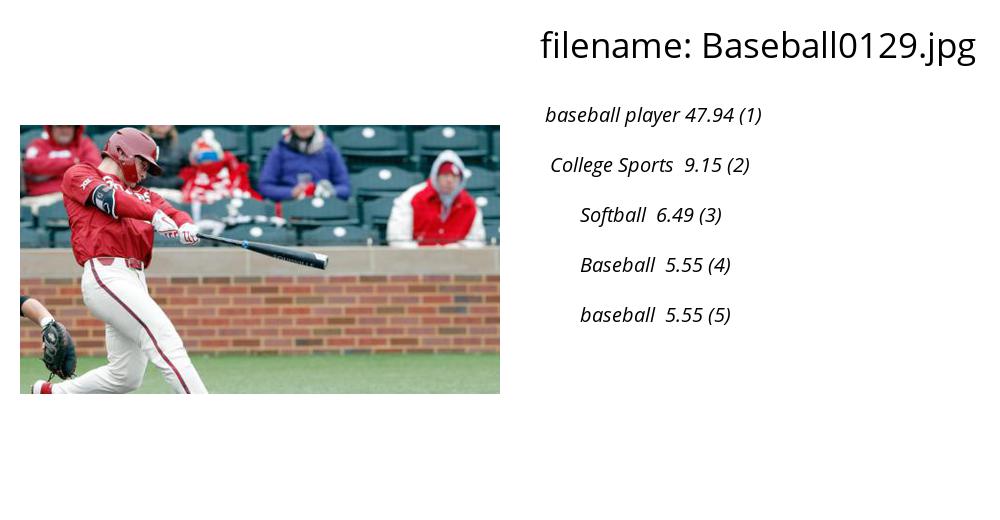 filename: Baseball0129.jpg
baseball player 47.94 (1)
College Sports 9.15 (2)
Softball 6.49 (3)
Baseball 5.55 (4)
baseball 5.55 (5)